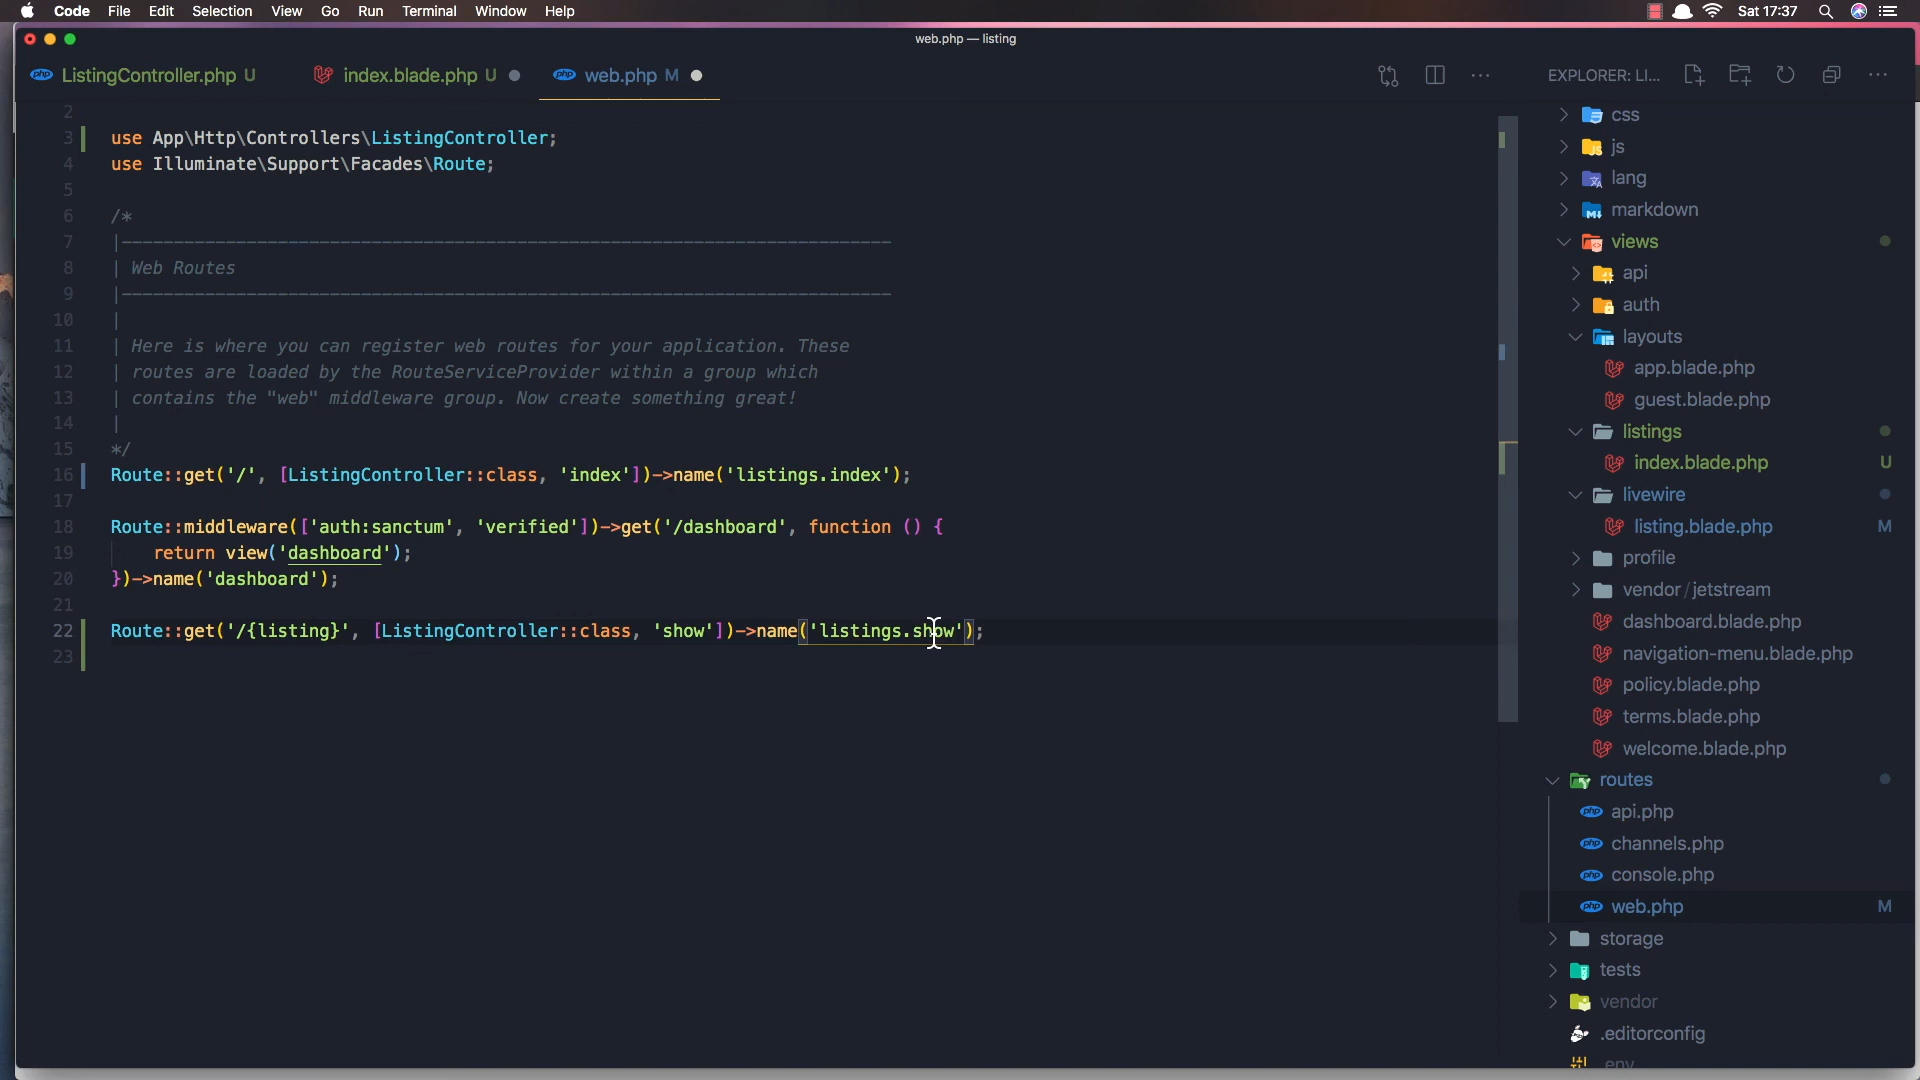 Code File Edit Selection View Go Run Terminal Window Help
Sat 17:37
web.php — listing
php ListingController.php U
index.blade.php U
php web.php M
EXPLORER: LI...
2
3 use App\Http\Controllers\ListingController;
4 use Illuminate\Support\Facades\Route;
5
6 /*
7 |--------------------------------------------------------------------------
8 | Web Routes
9 |--------------------------------------------------------------------------
10 |
11 | Here is where you can register web routes for your application. These
12 | routes are loaded by the RouteServiceProvider within a group which
13 | contains the "web" middleware group. Now create something great!
14 |
15 */
16 Route::get('/', [ListingController::class, 'index'])->name('listings.index');
17
18 Route::middleware(['auth:sanctum', 'verified'])->get('/dashboard', function () {
19 return view('dashboard');
20 })->name('dashboard');
21
22 Route::get('/{listing}', [ListingController::class, 'show'])->name('listings.show');
23
css
js
lang
markdown
views
api
auth
layouts
app.blade.php
guest.blade.php
listings
index.blade.php U
livewire
listing.blade.php M
profile
vendor/jetstream
dashboard.blade.php
navigation-menu.blade.php
policy.blade.php
terms.blade.php
welcome.blade.php
routes
php api.php
php channels.php
php console.php
php web.php M
storage
tests
vendor
.editorconfig
.env